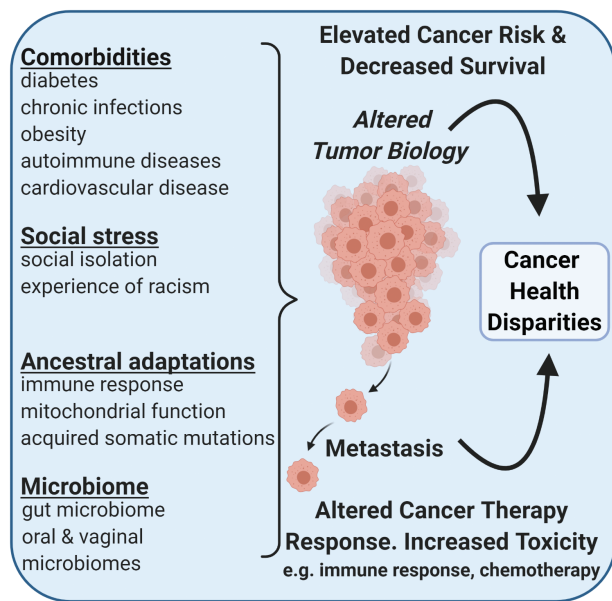 Comorbidities
diabetes
chronic infections
obesity
autoimmune diseases
cardiovascular disease
Social stress
social isolation
experience of racism
Ancestral adaptations
immune response
mitochondrial function
acquired somatic mutations
Microbiome
gut microbiome
oral & vaginal
microbiomes
Elevated Cancer Risk &
Decreased Survival
Altered
Tumor Biology
Cancer
Health
Disparities
Metastasis
Altered Cancer Therapy
Response. Increased Toxicity
e.g. immune response, chemotherapy